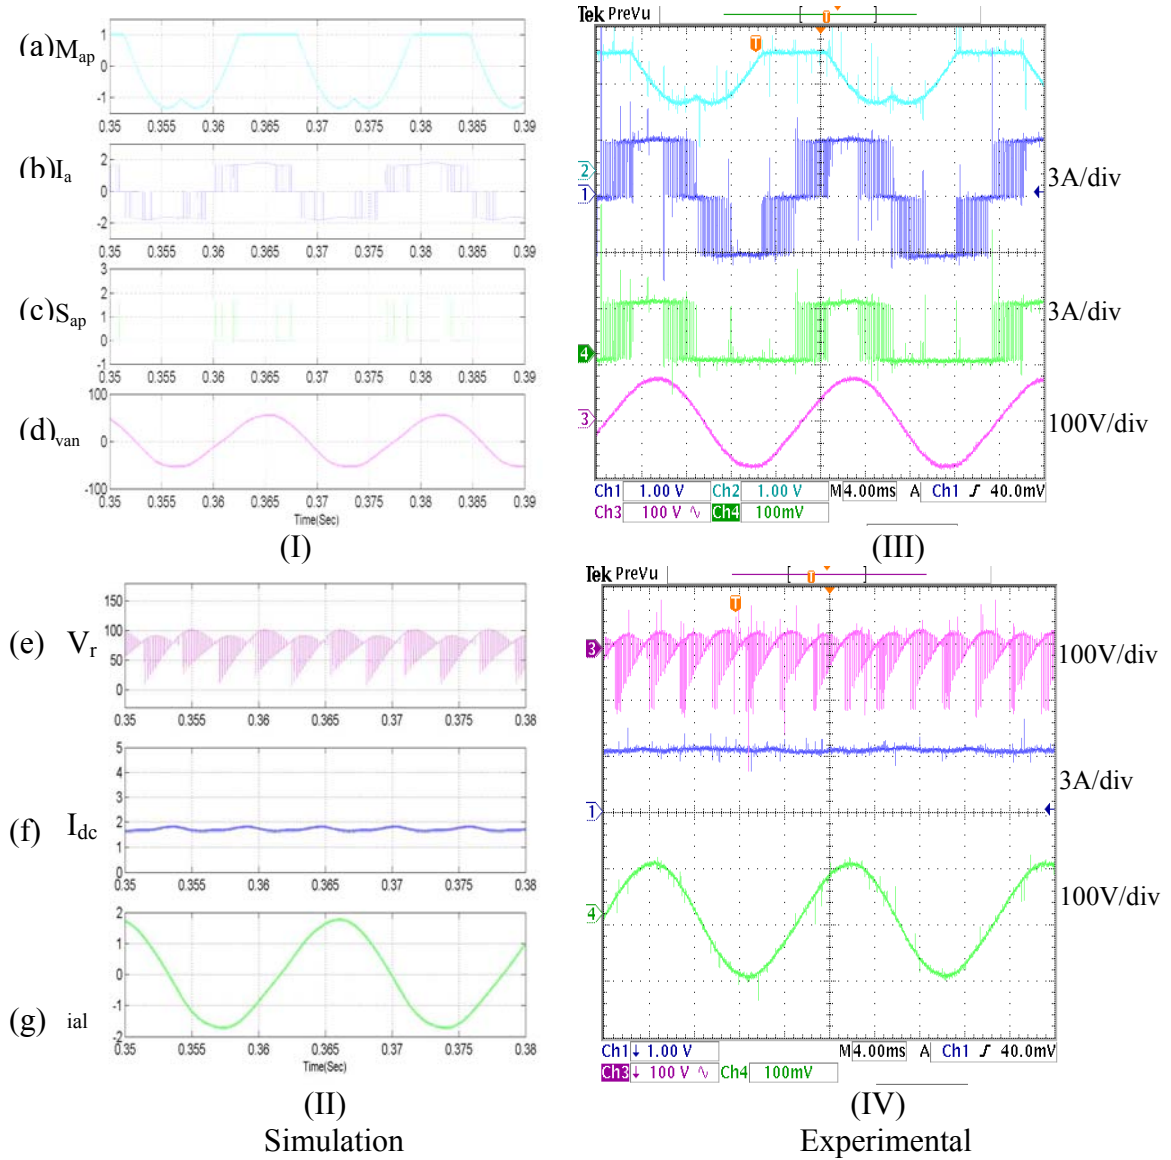 (a) M_ap
1
0
-1
0.35 0.355 0.36 0.365 0.37 0.375 0.38 0.385 0.39
(b) I_a
2
0
-2
0.35 0.355 0.36 0.365 0.37 0.375 0.38 0.385 0.39
(c) S_ap
3
2
1
0
-1
0.35 0.355 0.36 0.365 0.37 0.375 0.38 0.385 0.39
(d) van
100
0
-100
0.35 0.355 0.36 0.365 0.37 0.375 0.38 0.385 0.39
Time(Sec)
(I)
Tek PreVu
T
T
2
1
4
3
3A/div
3A/div
100V/div
Ch1 1.00 V Ch2 1.00 V M 4.00ms A Ch1 40.0mV
Ch3 100 V Ch4 100mV
(III)
(e) V_r
150
100
50
0
0.35 0.355 0.36 0.365 0.37 0.375 0.38
(f) I_dc
5
4
3
2
1
0
0.35 0.355 0.36 0.365 0.37 0.375 0.38
(g) ial
2
1
0
-1
-2
0.35 0.355 0.36 0.365 0.37 0.375 0.38
Time(Sec)
(II)
Simulation
Tek PreVu
T
T
3
1
4
100V/div
3A/div
100V/div
Ch1 ↓ 1.00 V M 4.00ms A Ch1 40.0mV
Ch3 ↓ 100 V Ch4 100mV
(IV)
Experimental